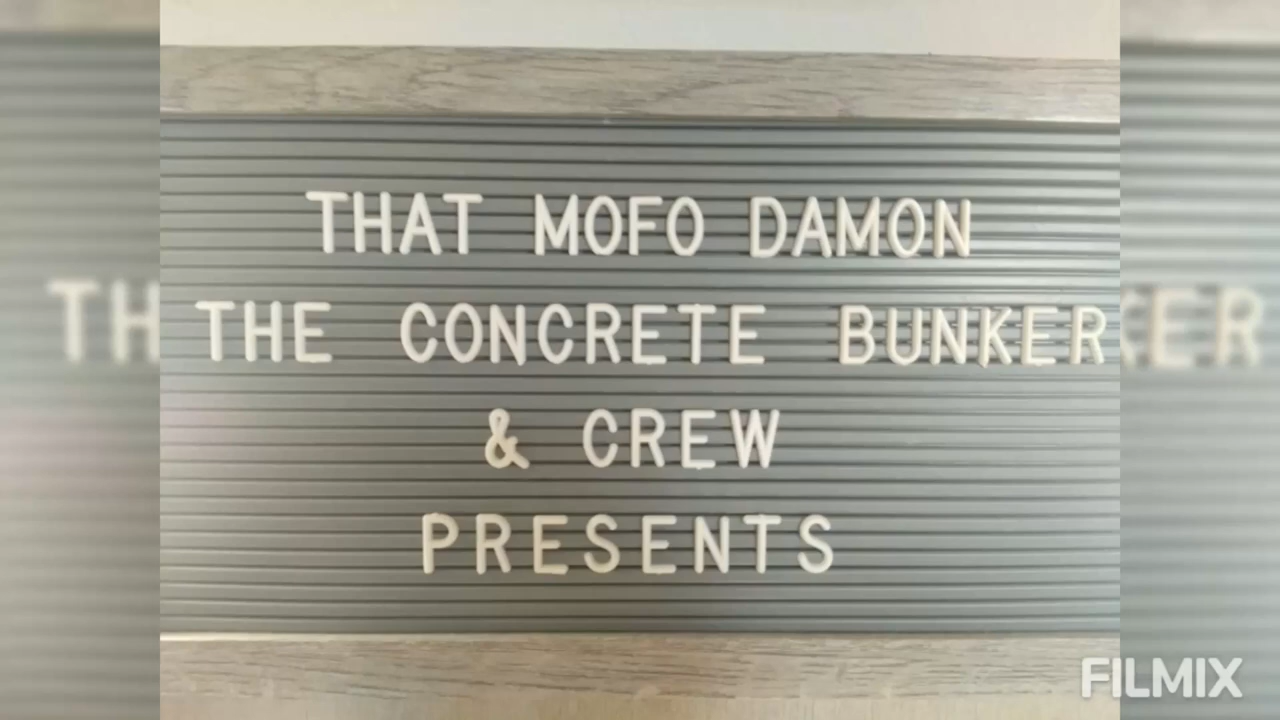 THAT MOFO DAMON
THE CONCRETE BUNKER
& CREW
PRESENTS
FILMIX